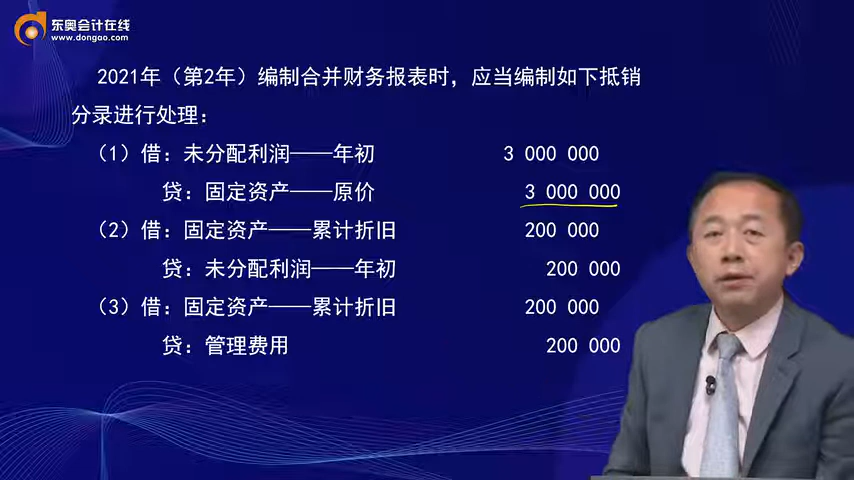 东奥会计在线
www.dongao.com
2021年（第2年）编制合并财务报表时，应当编制如下抵销
分录进行处理：
（1）借：未分配利润——年初 3 000 000
贷：固定资产——原价 3 000 000
（2）借：固定资产——累计折旧 200 000
贷：未分配利润——年初 200 000
（3）借：固定资产——累计折旧 200 000
贷：管理费用 200 000